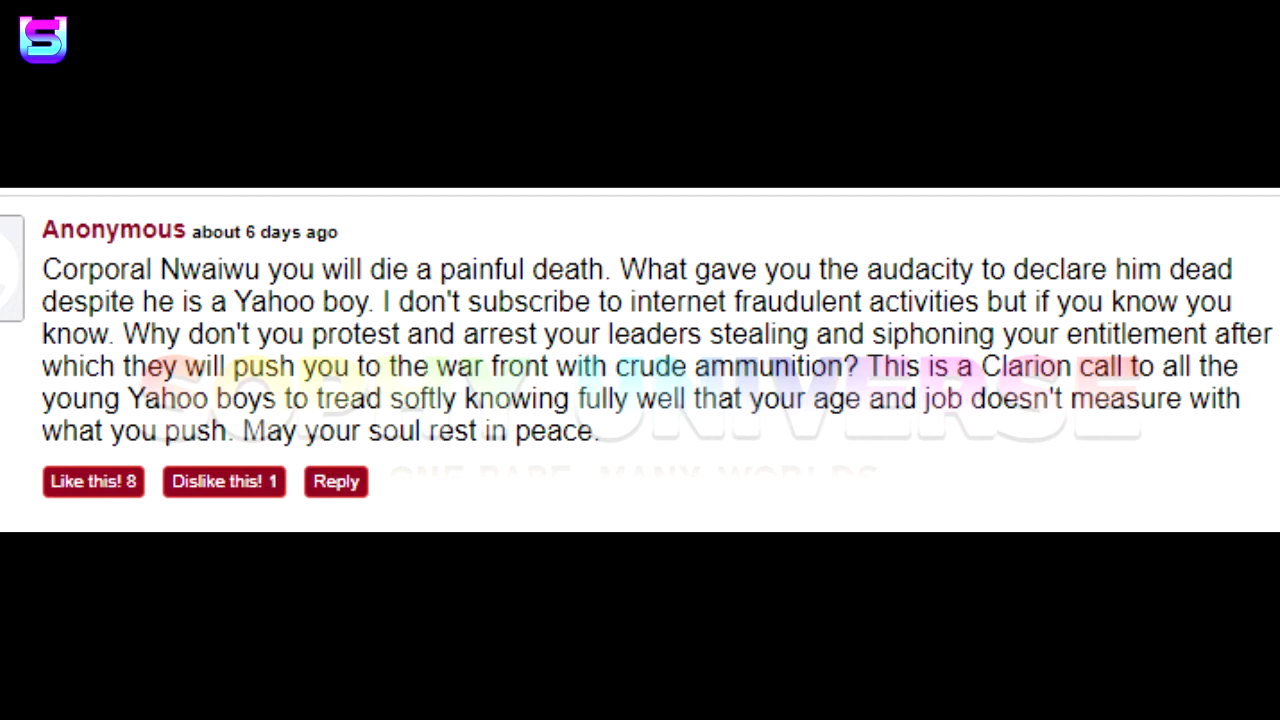 S
Anonymous about 6 days ago
Corporal Nwaiwu you will die a painful death. What gave you the audacity to declare him dead
despite he is a Yahoo boy. I don't subscribe to internet fraudulent activities but if you know you
know. Why don't you protest and arrest your leaders stealing and siphoning your entitlement after
which they will push you to the war front with crude ammunition? This is a Clarion call to all the
young Yahoo boys to tread softly knowing fully well that your age and job doesn't measure with
what you push. May your soul rest in peace.
UNIVERSE
Like this! 8 Dislike this! 1 Reply